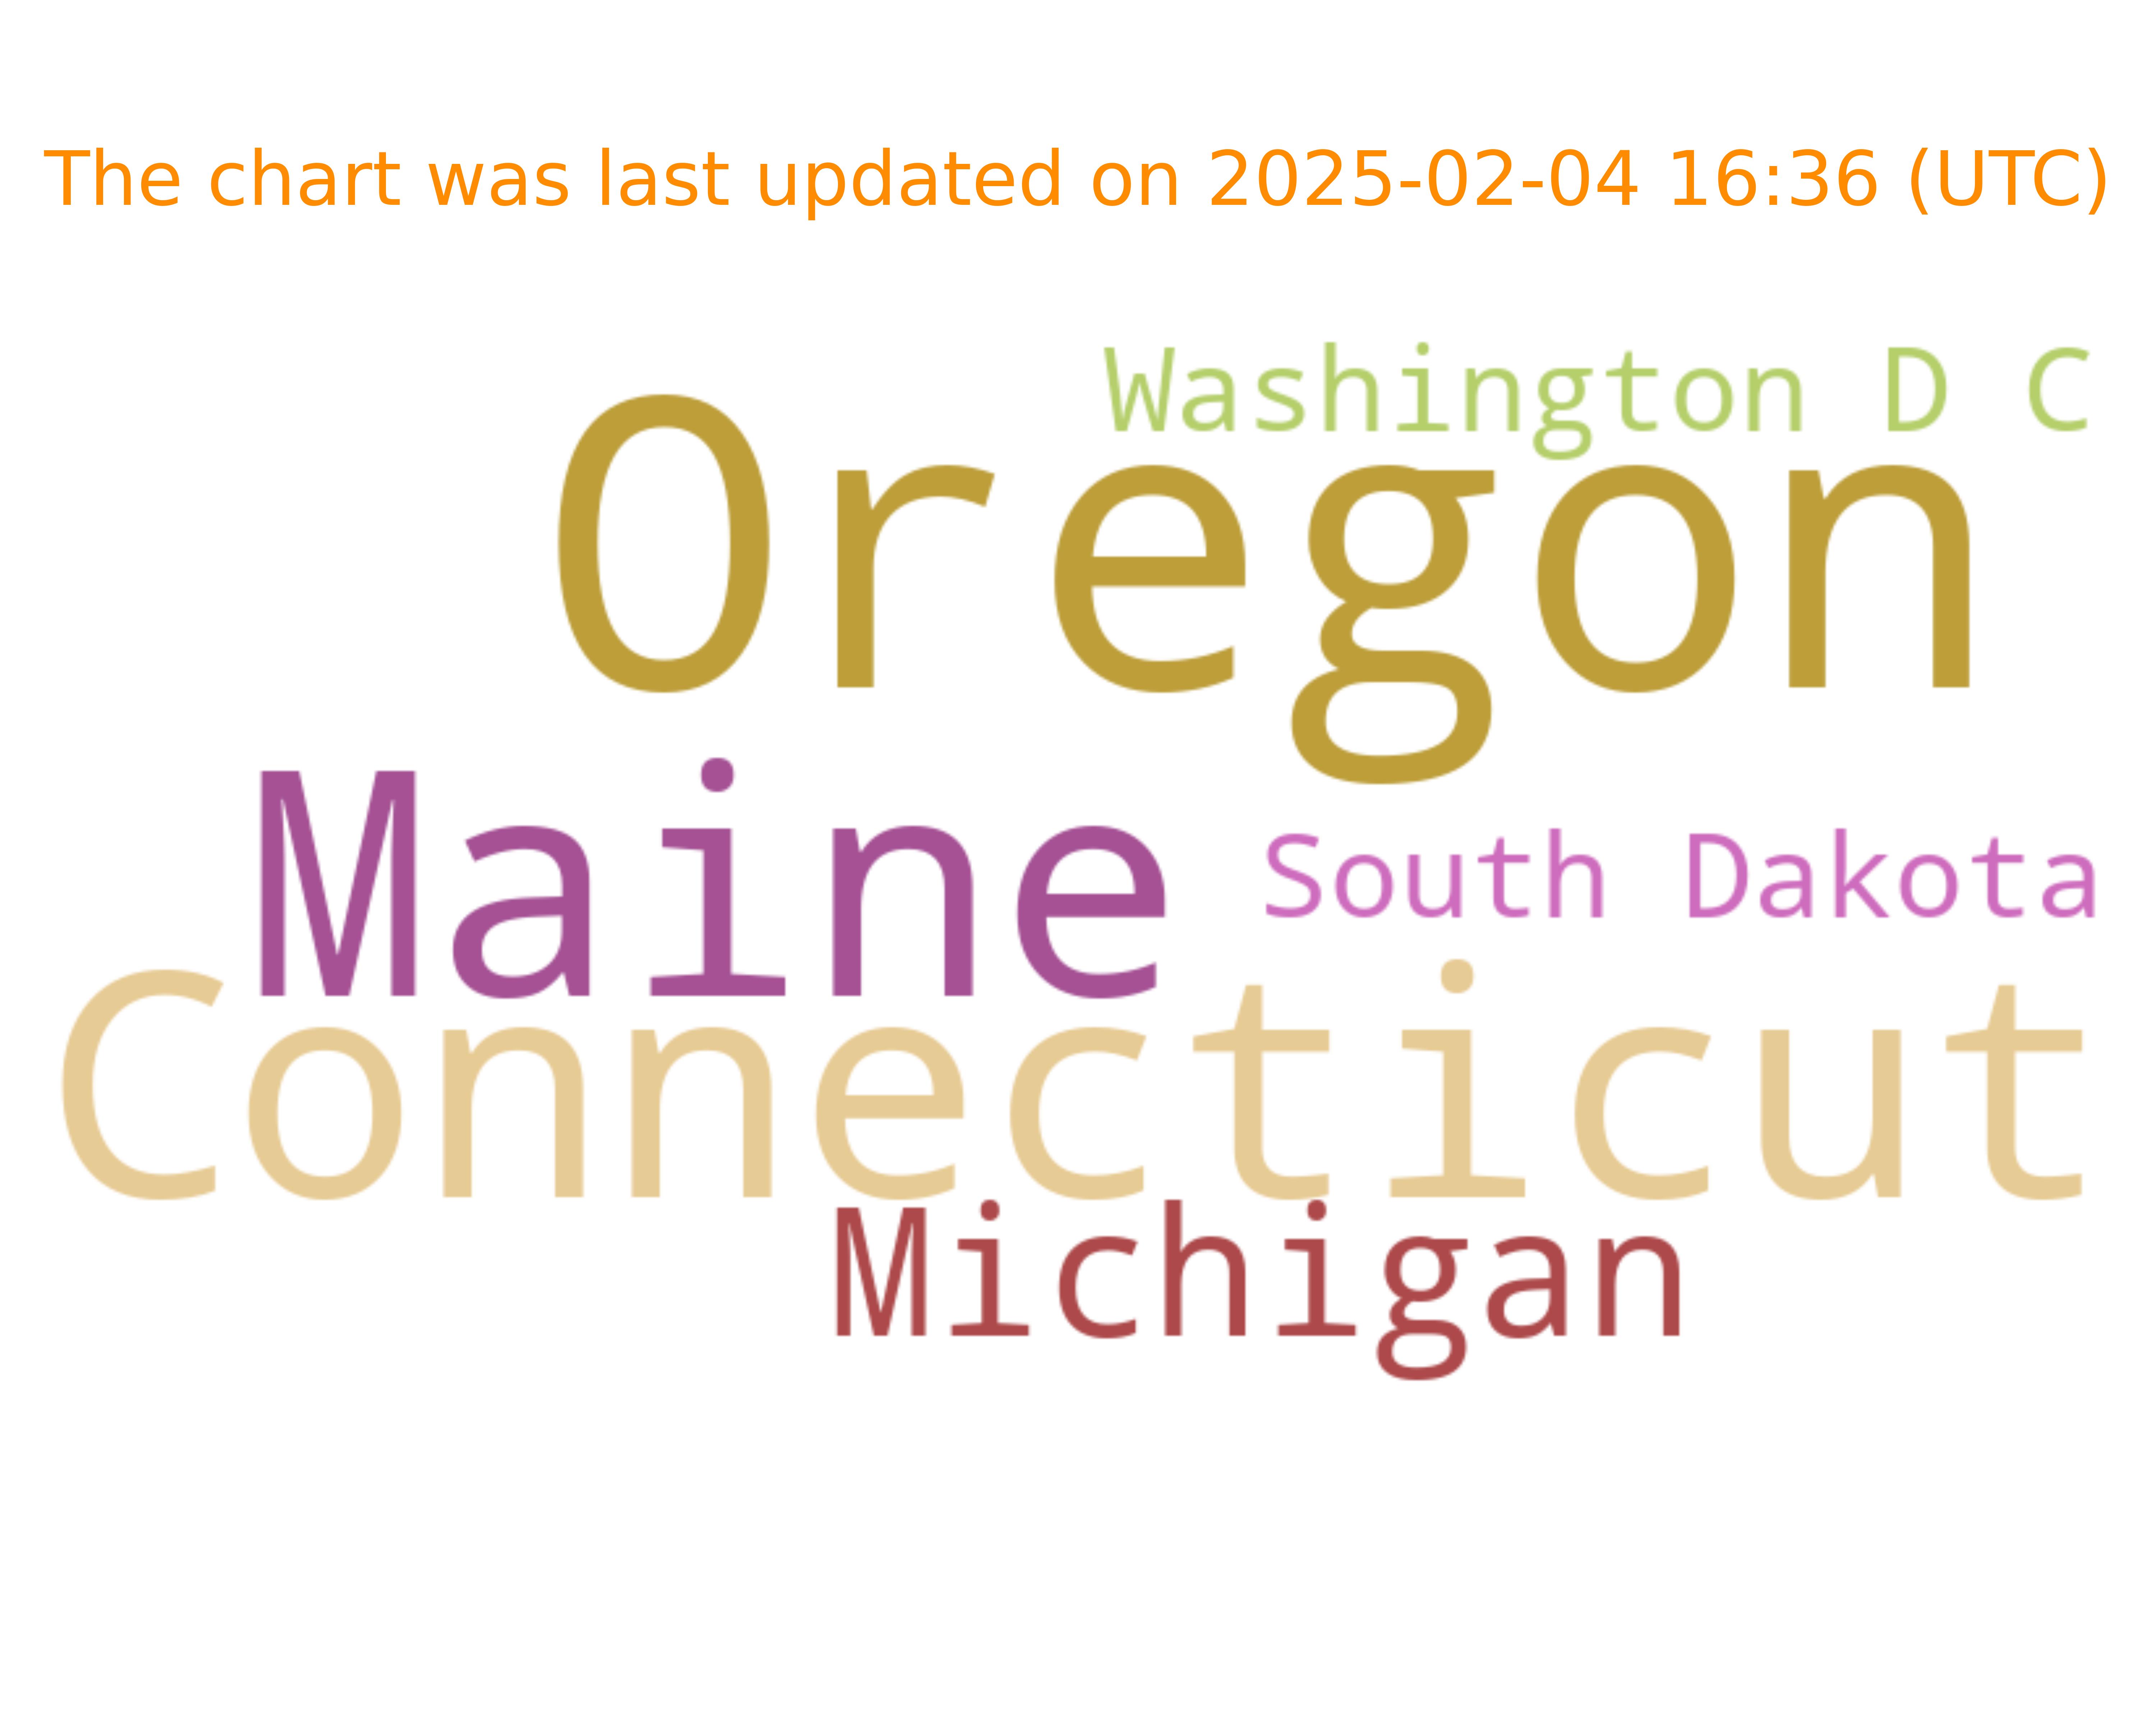 The chart was last updated on 2025-02-04 16:36 (UTC)
Washington D C
Oregon
Maine
South Dakota
Connecticut
Michigan